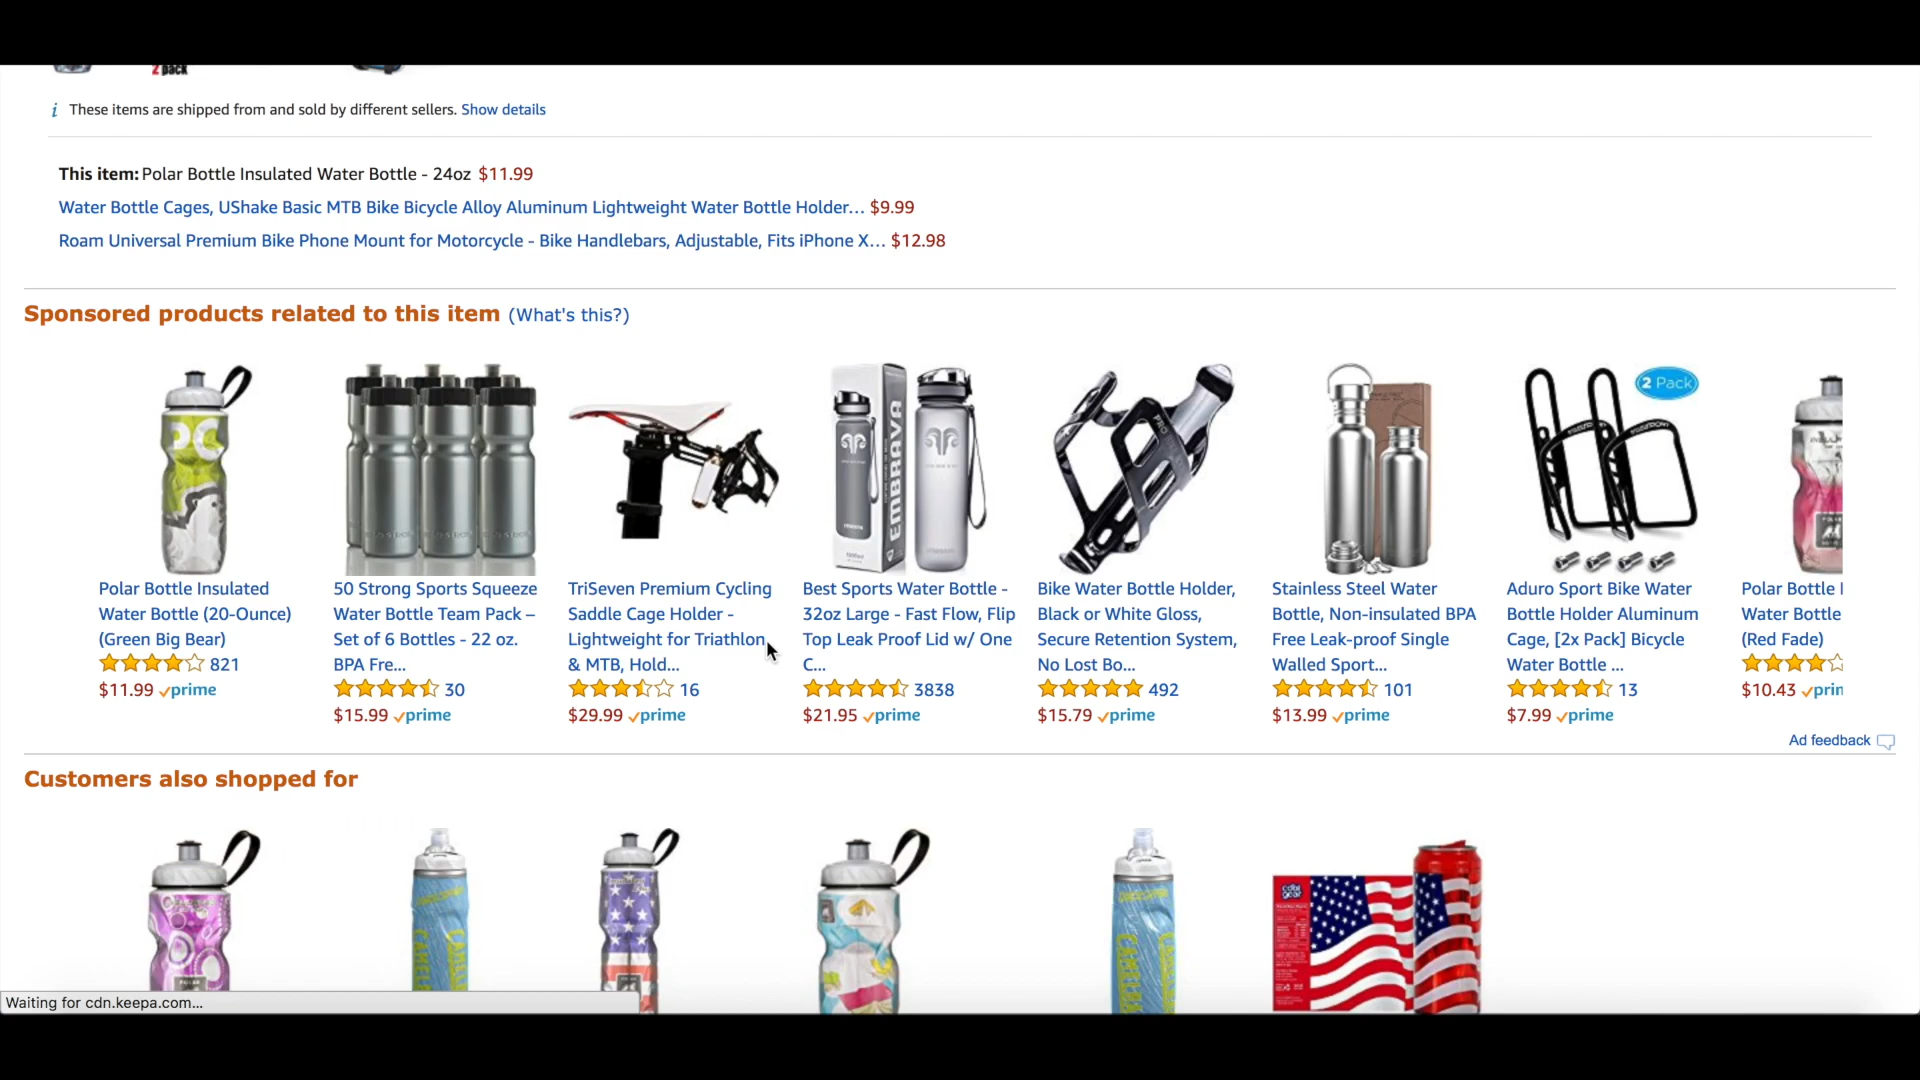 2 pack
i These items are shipped from and sold by different sellers. Show details
This item: Polar Bottle Insulated Water Bottle - 24oz $11.99
Water Bottle Cages, UShake Basic MTB Bike Bicycle Alloy Aluminum Lightweight Water Bottle Holder… $9.99
Roam Universal Premium Bike Phone Mount for Motorcycle - Bike Handlebars, Adjustable, Fits iPhone X… $12.98
Sponsored products related to this item (What's this?)
EMBRAVA
2 Pack
Polar Bottle Insulated
Water Bottle (20-Ounce)
(Green Big Bear)
821
$11.99 prime
50 Strong Sports Squeeze
Water Bottle Team Pack –
Set of 6 Bottles - 22 oz.
BPA Fre...
30
$15.99 prime
TriSeven Premium Cycling
Saddle Cage Holder -
Lightweight for Triathlon
& MTB, Hold...
16
$29.99 prime
Best Sports Water Bottle -
32oz Large - Fast Flow, Flip
Top Leak Proof Lid w/ One
C...
3838
$21.95 prime
Bike Water Bottle Holder,
Black or White Gloss,
Secure Retention System,
No Lost Bo...
492
$15.79 prime
Stainless Steel Water
Bottle, Non-insulated BPA
Free Leak-proof Single
Walled Sport...
101
$13.99 prime
Aduro Sport Bike Water
Bottle Holder Aluminum
Cage, [2x Pack] Bicycle
Water Bottle ...
13
$7.99 prime
Polar Bottle
Water Bottle
(Red Fade)
$10.43 prin
Ad feedback
Customers also shopped for
cool
gear
Waiting for cdn.keepa.com...